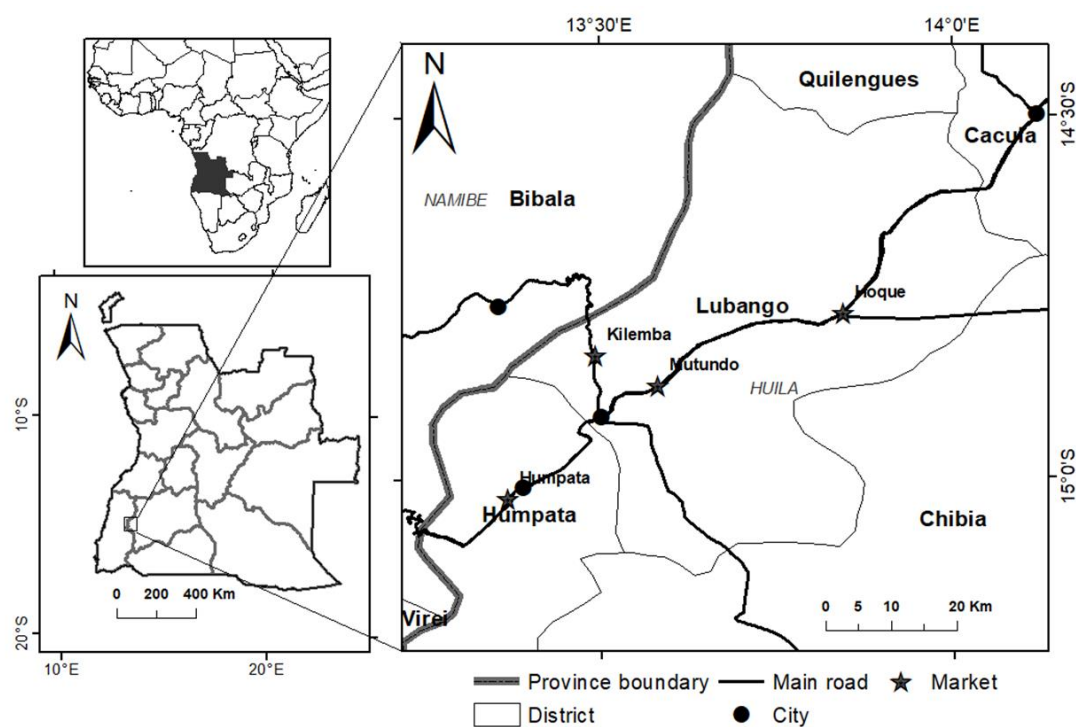 13°30'E
14°0'E
N
Quilengues
14°30'S
Cacula
NAMIBE
Bibala
N
Lubango
Hoque
Kilemba
Mutundo
HUILA
10°S
Humpata
15°0'S
Humpata
Chibia
0 200 400 Km
Virei
0 5 10 20 Km
20°S
10°E
20°E
Province boundary
Main road
Market
District
City